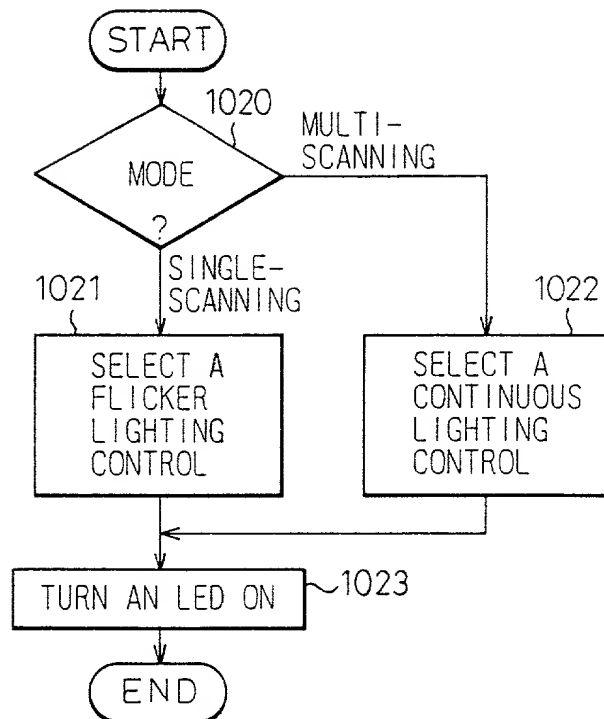 START
1020
MODE
?
MULTI-
SCANNING
SINGLE-
SCANNING
1021
SELECT A
FLICKER
LIGHTING
CONTROL
1022
SELECT A
CONTINUOUS
LIGHTING
CONTROL
TURN AN LED ON
1023
END